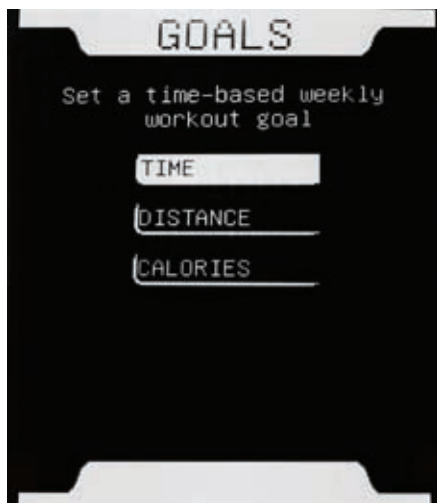 GOALS
Set a time-based weekly
workout goal
TIME
DISTANCE
CALORIES